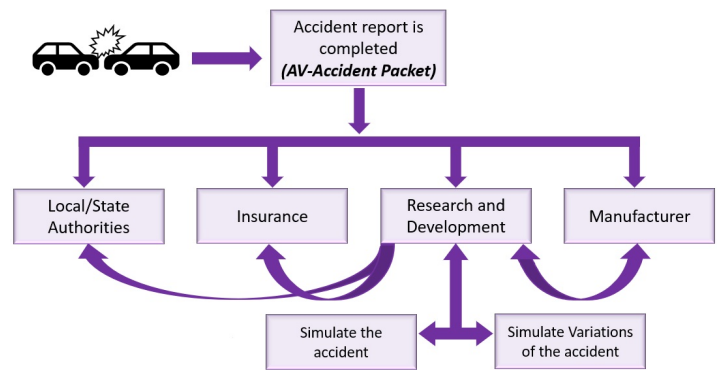 Accident report is
completed
(AV-Accident Packet)
Local/State
Authorities
Insurance
Research and
Development
Manufacturer
Simulate the
accident
Simulate Variations
of the accident